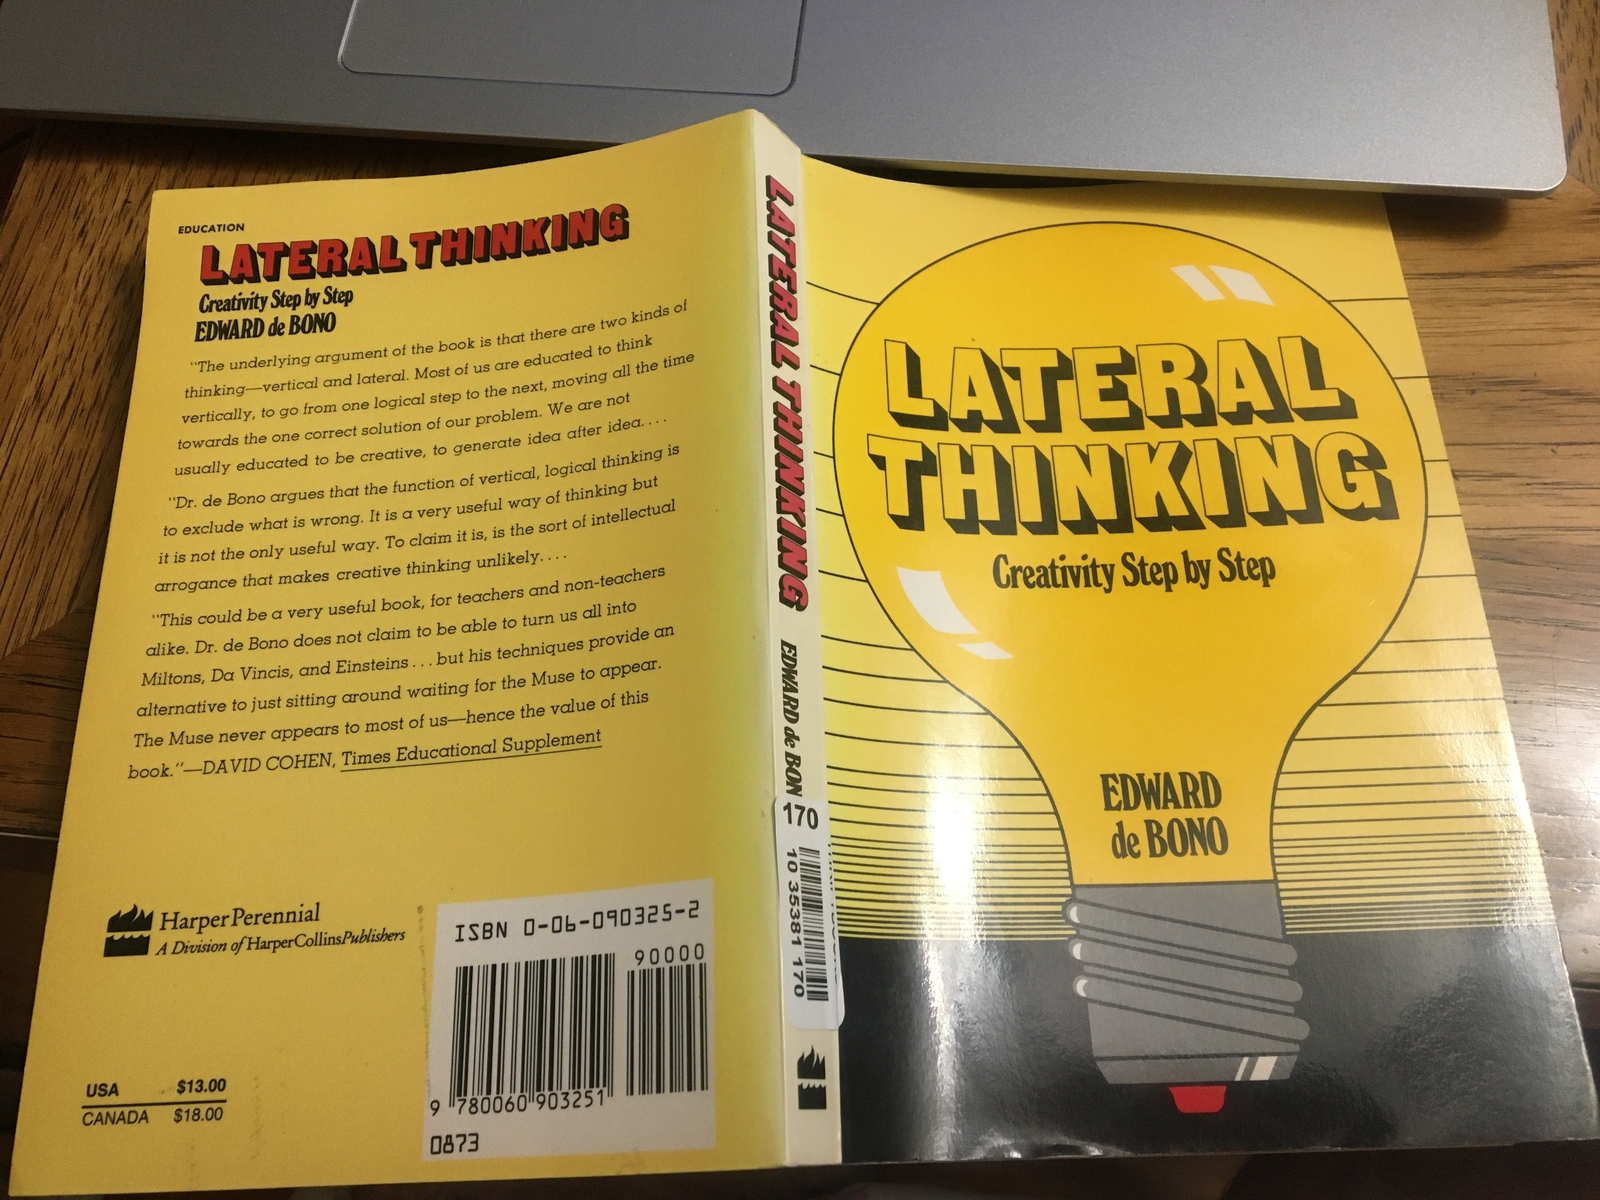 EDUCATION
LATERAL THINKING
Creativity Step by Step
EDWARD de BONO
"The underlying argument of the book is that there are two kinds of
thinking—vertical and lateral. Most of us are educated to think
vertically, to go from one logical step to the next, moving all the time
towards the one correct solution of our problem. We are not
usually educated to be creative, to generate idea after idea. . . .
"Dr. de Bono argues that the function of vertical, logical thinking is
to exclude what is wrong. It is a very useful way of thinking but
it is not the only useful way. To claim it is, is the sort of intellectual
arrogance that makes creative thinking unlikely. . . .
"This could be a very useful book, for teachers and non-teachers
alike. Dr. de Bono does not claim to be able to turn us all into
Miltons, Da Vincis, and Einsteins . . . but his techniques provide an
alternative to just sitting around waiting for the Muse to appear.
The Muse never appears to most of us—hence the value of this
book."—DAVID COHEN, Times Educational Supplement
HarperPerennial
A Division of HarperCollinsPublishers
USA $13.00
CANADA $18.00
ISBN 0-06-090325-2
90000
9 780060 903251
0873
LATERAL THINKING EDWARD de BON
170
10 35381 170
LATERAL
THINKING
Creativity Step by Step
EDWARD
de BONO